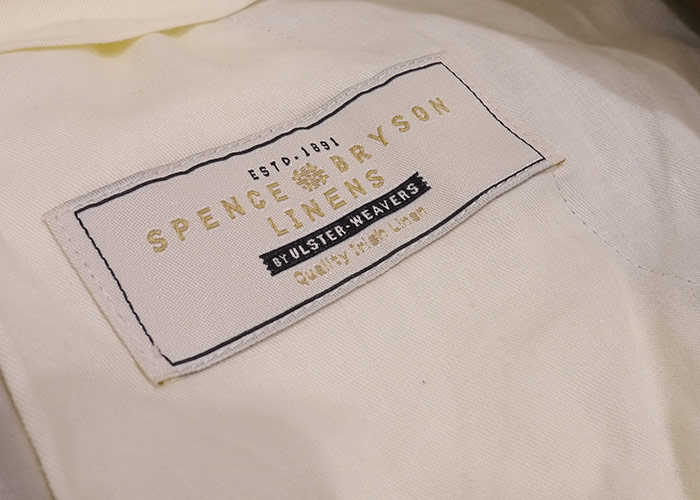 ESTD.1891
SPENCE BRYSON
LINENS
BY ULSTER-WEAVERS
Quality Irish Linen